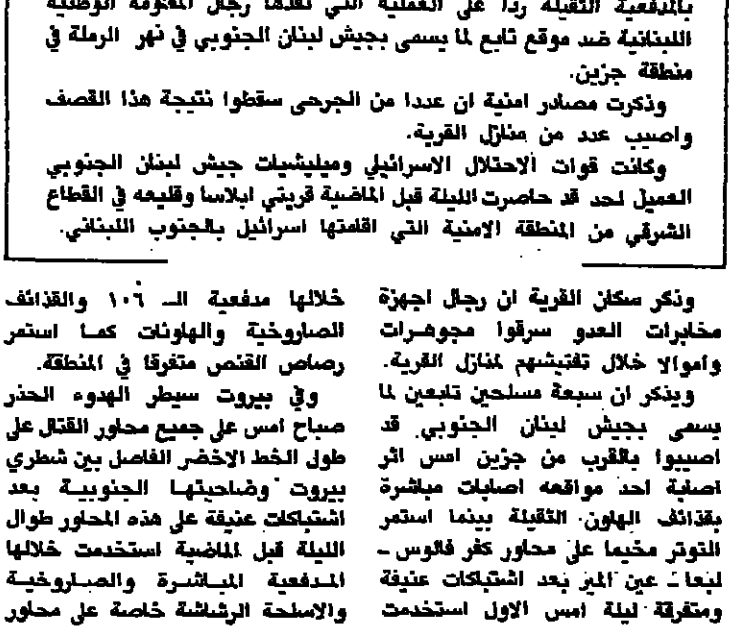 بالمدفعية الثقيلة ردا على العملية التي نفذها رجال المقاومة الوطنية
اللبنانية ضد موقع تابع لما يسمى بجيش لبنان الجنوبي في نهر الرملة في
منطقة جزين.
وذكرت مصادر امنية ان عددا من الجرحى سقطوا نتيجة هذا القصف
واصيب عدد من منازل القرية.
وكانت قوات الاحتلال الاسرائيلي وميليشيات جيش لبنان الجنوبي
العميل لحد قد حاصرت الليلة قبل الماضية قريتي ابلاسا وقليعه في القطاع
الشرقي من المنطقة الامنية التي اقامتها اسرائيل بالجنوب اللبناني.
وذكر سكان القرية ان رجال اجهزة
مخابرات العدو سرقوا مجوهرات
وأموالا خلال تفتيشهم لمنازل القرية.
ويذكر ان سبعة مسلحين تابعين لما
يسمى بجيش لبنان الجنوبي قد
اصيبوا بالقرب من جزين امس اثر
اصابة احد مواقعه اصابات مباشرة
بقذائف الهاون. الثقيلة بينما استمر
التوتر مخيما على محاور كفر فالوس ـ
لبعا ـ عين المير بعد اشتباكات عنيفة
ومتفرقة ليلة امس الاول استخدمت
خلالها مدفعية الـ ١٠٦ والقذائف
الصاروخية والهاونات كما استمر
رصاص القنص متفرقا في المنطقة.
وفي بيروت سيطر الهدوء الحذر
صباح امس على جميع محاور القتال على
طول الخط الاخضر الفاصل بين شطري
بيروت وضاحيتها الجنوبية بعد
اشتباكات عنيفة على هذه المحاور طوال
الليلة قبل الماضية استخدمت خلالها
المدفعية المباشرة والصاروخية
والاسلحة الرشاشة خاصة على محاور